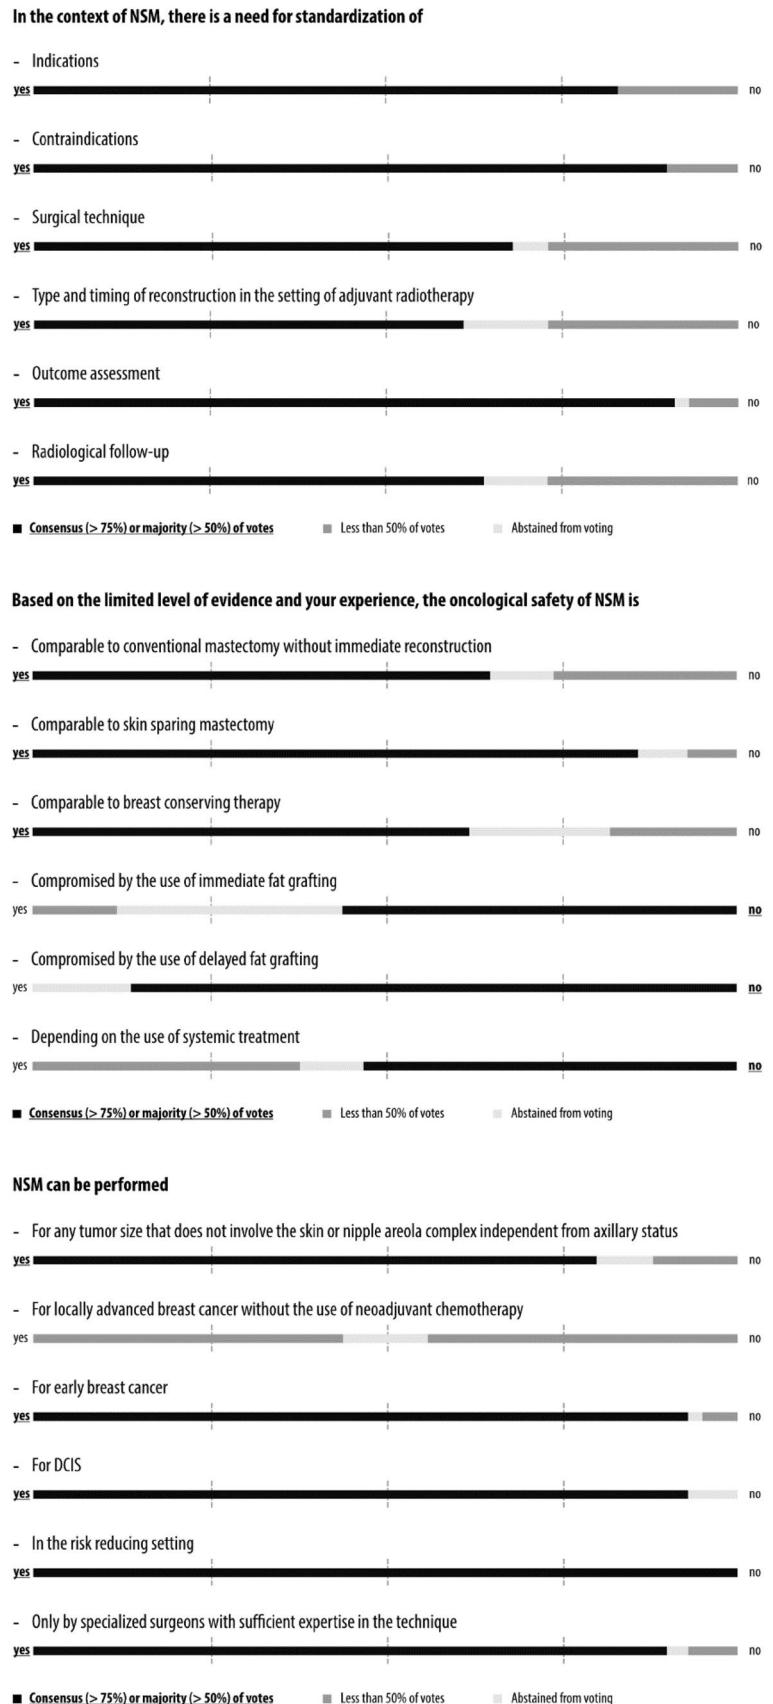 In the context of NSM, there is a need for standardization of
- Indications
yes no
- Contraindications
yes no
- Surgical technique
yes no
- Type and timing of reconstruction in the setting of adjuvant radiotherapy
yes no
- Outcome assessment
yes no
- Radiological follow-up
yes no
Consensus (> 75%) or majority (> 50%) of votes Less than 50% of votes Abstained from voting
Based on the limited level of evidence and your experience, the oncological safety of NSM is
- Comparable to conventional mastectomy without immediate reconstruction
yes no
- Comparable to skin sparing mastectomy
yes no
- Comparable to breast conserving therapy
yes no
- Compromised by the use of immediate fat grafting
yes no
- Compromised by the use of delayed fat grafting
yes no
- Depending on the use of systemic treatment
yes no
Consensus (> 75%) or majority (> 50%) of votes Less than 50% of votes Abstained from voting
NSM can be performed
- For any tumor size that does not involve the skin or nipple areola complex independent from axillary status
yes no
- For locally advanced breast cancer without the use of neoadjuvant chemotherapy
yes no
- For early breast cancer
yes no
- For DCIS
yes no
- In the risk reducing setting
yes no
- Only by specialized surgeons with sufficient expertise in the technique
yes no
Consensus (> 75%) or majority (> 50%) of votes Less than 50% of votes Abstained from voting